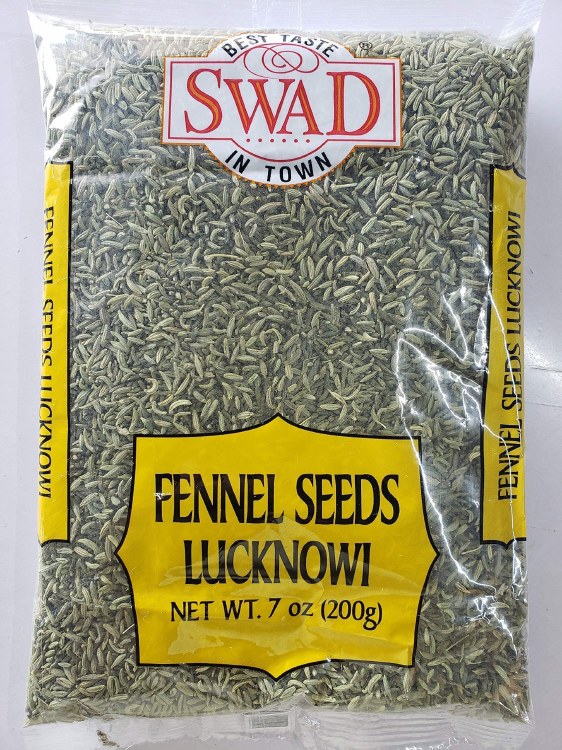 BEST TASTE
SWAD
®
IN TOWN
FENNEL SEEDS LUCKNOWI
FENNEL SEEDS LUCKNOWI
FENNEL SEEDS
LUCKNOWI
NET WT. 7 oz (200g)